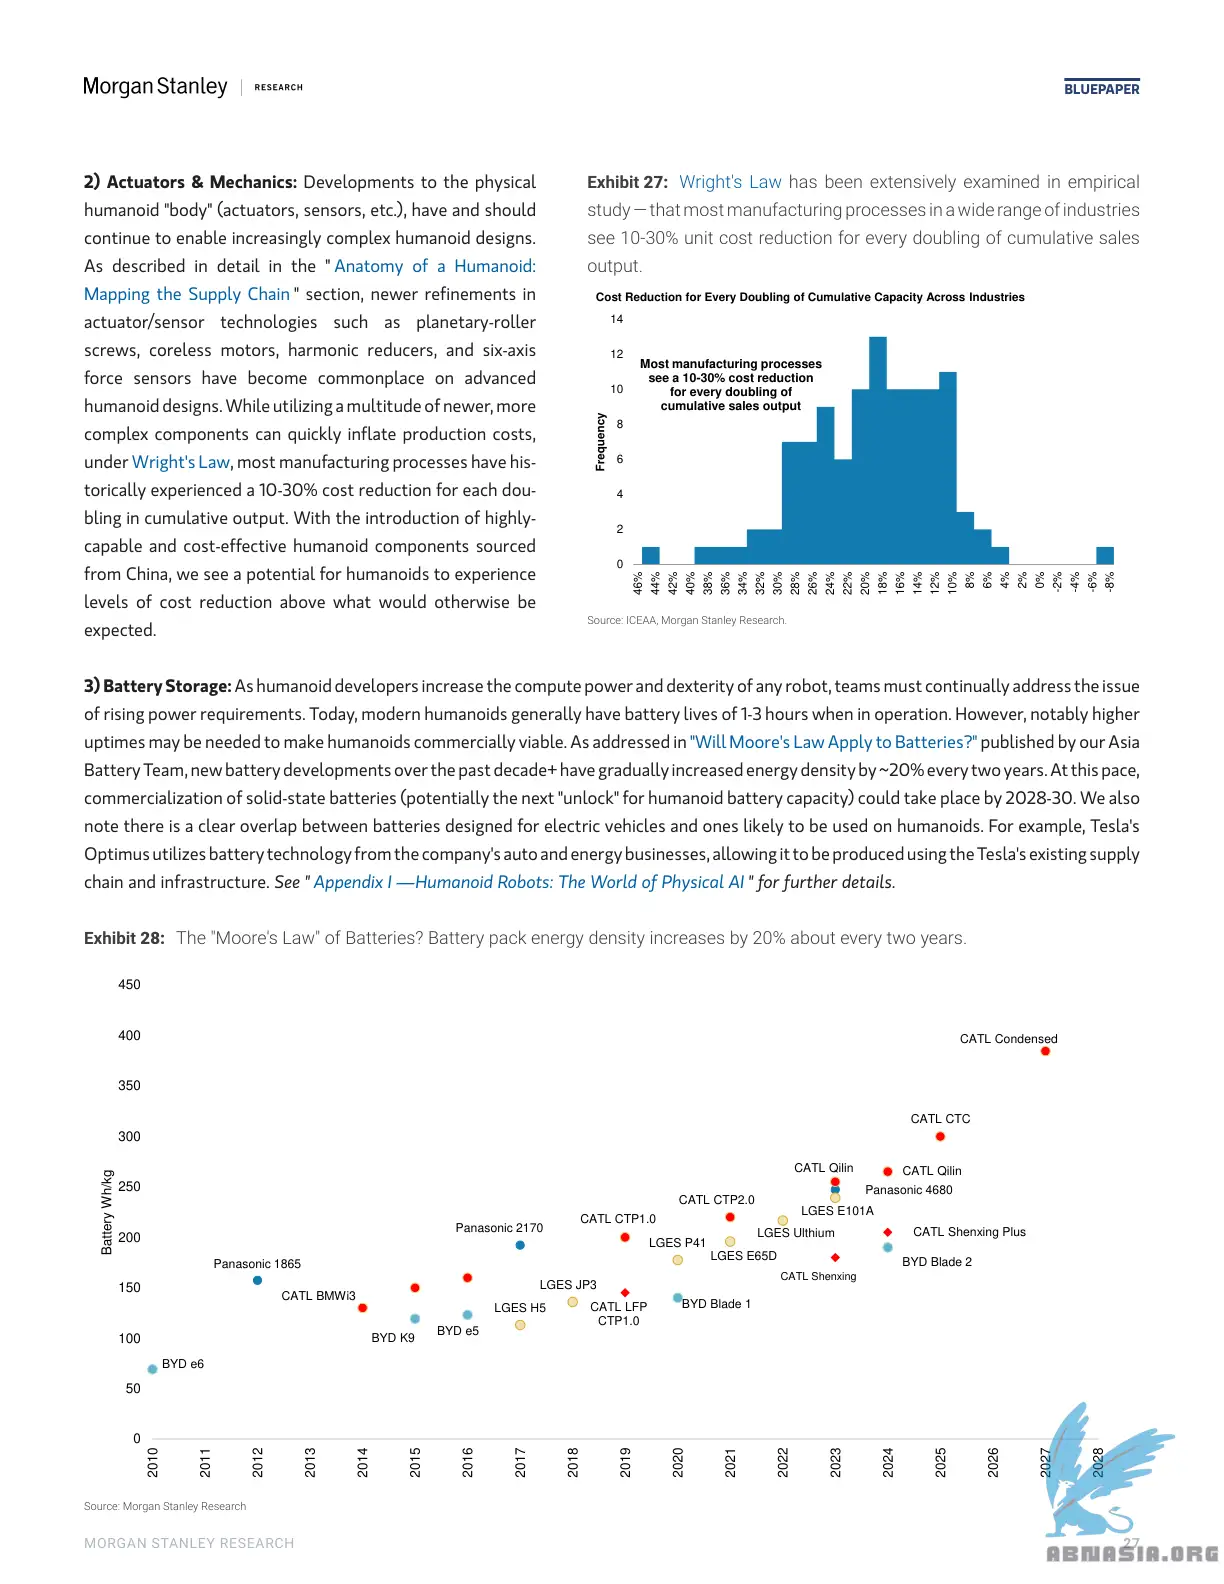 Morgan Stanley | RESEARCH
BLUEPAPER
2) Actuators & Mechanics: Developments to the physical
humanoid "body" (actuators, sensors, etc.), have and should
continue to enable increasingly complex humanoid designs.
As described in detail in the " Anatomy of a Humanoid:
Mapping the Supply Chain " section, newer refinements in
actuator/sensor technologies such as planetary-roller
screws, coreless motors, harmonic reducers, and six-axis
force sensors have become commonplace on advanced
humanoid designs. While utilizing a multitude of newer, more
complex components can quickly inflate production costs,
under Wright's Law, most manufacturing processes have his-
torically experienced a 10-30% cost reduction for each dou-
bling in cumulative output. With the introduction of highly-
capable and cost-effective humanoid components sourced
from China, we see a potential for humanoids to experience
levels of cost reduction above what would otherwise be
expected.
Exhibit 27: Wright's Law has been extensively examined in empirical
study — that most manufacturing processes in a wide range of industries
see 10-30% unit cost reduction for every doubling of cumulative sales
output.
Cost Reduction for Every Doubling of Cumulative Capacity Across Industries
14
12
10
8
6
4
2
0
Frequency
Most manufacturing processes
see a 10-30% cost reduction
for every doubling of
cumulative sales output
46% 44% 42% 40% 38% 36% 34% 32% 30% 28% 26% 24% 22% 20% 18% 16% 14% 12% 10% 8% 6% 4% 2% 0% -2% -4% -6% -8%
Source: ICEAA, Morgan Stanley Research.
3) Battery Storage: As humanoid developers increase the compute power and dexterity of any robot, teams must continually address the issue
of rising power requirements. Today, modern humanoids generally have battery lives of 1-3 hours when in operation. However, notably higher
uptimes may be needed to make humanoids commercially viable. As addressed in "Will Moore's Law Apply to Batteries?" published by our Asia
Battery Team, new battery developments over the past decade+ have gradually increased energy density by ~20% every two years. At this pace,
commercialization of solid-state batteries (potentially the next "unlock" for humanoid battery capacity) could take place by 2028-30. We also
note there is a clear overlap between batteries designed for electric vehicles and ones likely to be used on humanoids. For example, Tesla's
Optimus utilizes battery technology from the company's auto and energy businesses, allowing it to be produced using the Tesla's existing supply
chain and infrastructure. See " Appendix I —Humanoid Robots: The World of Physical AI " for further details.
Exhibit 28: The "Moore's Law" of Batteries? Battery pack energy density increases by 20% about every two years.
450
400
350
300
250
200
150
100
50
0
Battery Wh/kg
CATL Condensed
CATL CTC
CATL Qilin
CATL Qilin
Panasonic 4680
CATL CTP2.0
LGES E101A
CATL CTP1.0
Panasonic 2170
LGES Ulthium
CATL Shenxing Plus
LGES P41
LGES E65D
BYD Blade 2
Panasonic 1865
CATL Shenxing
LGES JP3
CATL BMWi3
BYD Blade 1
LGES H5
CATL LFP
CTP1.0
BYD e5
BYD K9
BYD e6
2010 2011 2012 2013 2014 2015 2016 2017 2018 2019 2020 2021 2022 2023 2024 2025 2026 2027 2028
Source: Morgan Stanley Research
MORGAN STANLEY RESEARCH
27
ABNASIA.ORG